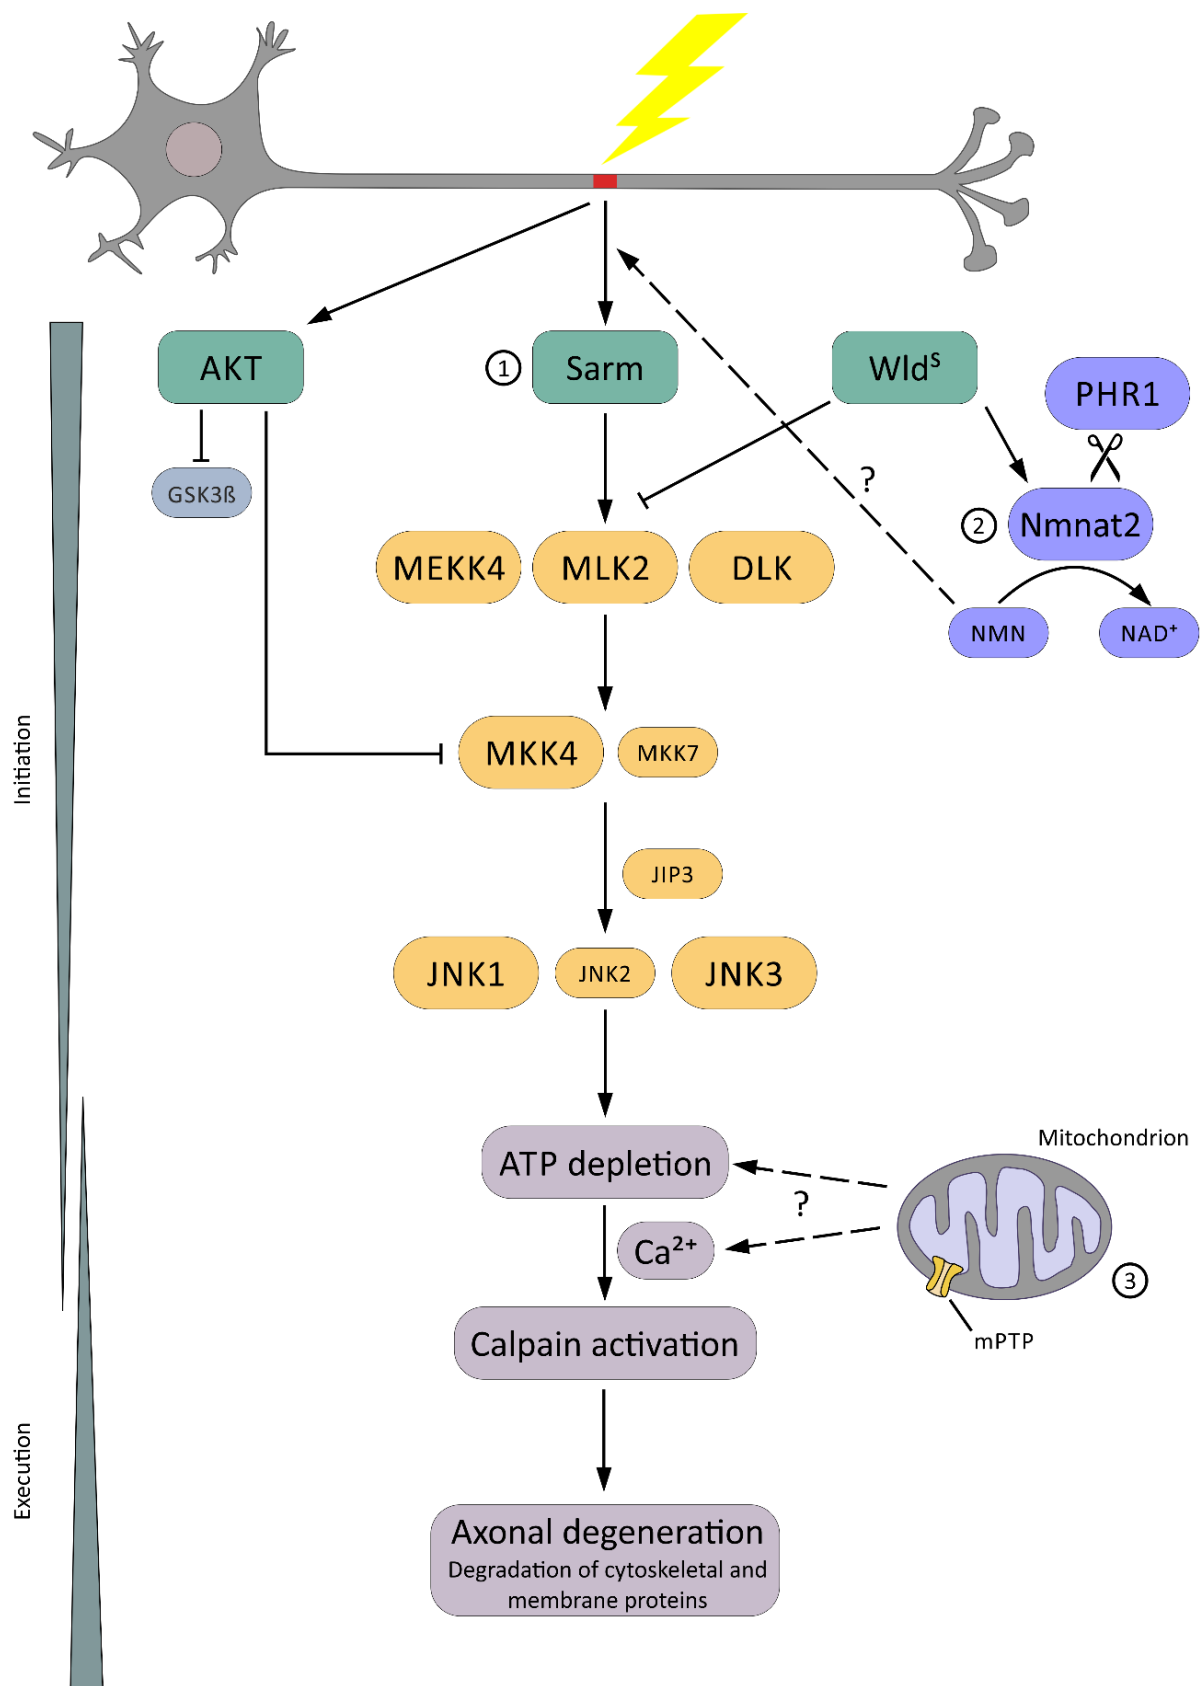 AKT
1
Sarm
Wldˢ
PHR1
GSK3ß
?
2
Nmnat2
MEKK4
MLK2
DLK
NMN
NAD⁺
Initiation
MKK4
MKK7
JIP3
JNK1
JNK2
JNK3
Mitochondrion
ATP depletion
?
Ca²⁺
3
Calpain activation
mPTP
Execution
Axonal degeneration
Degradation of cytoskeletal and
membrane proteins